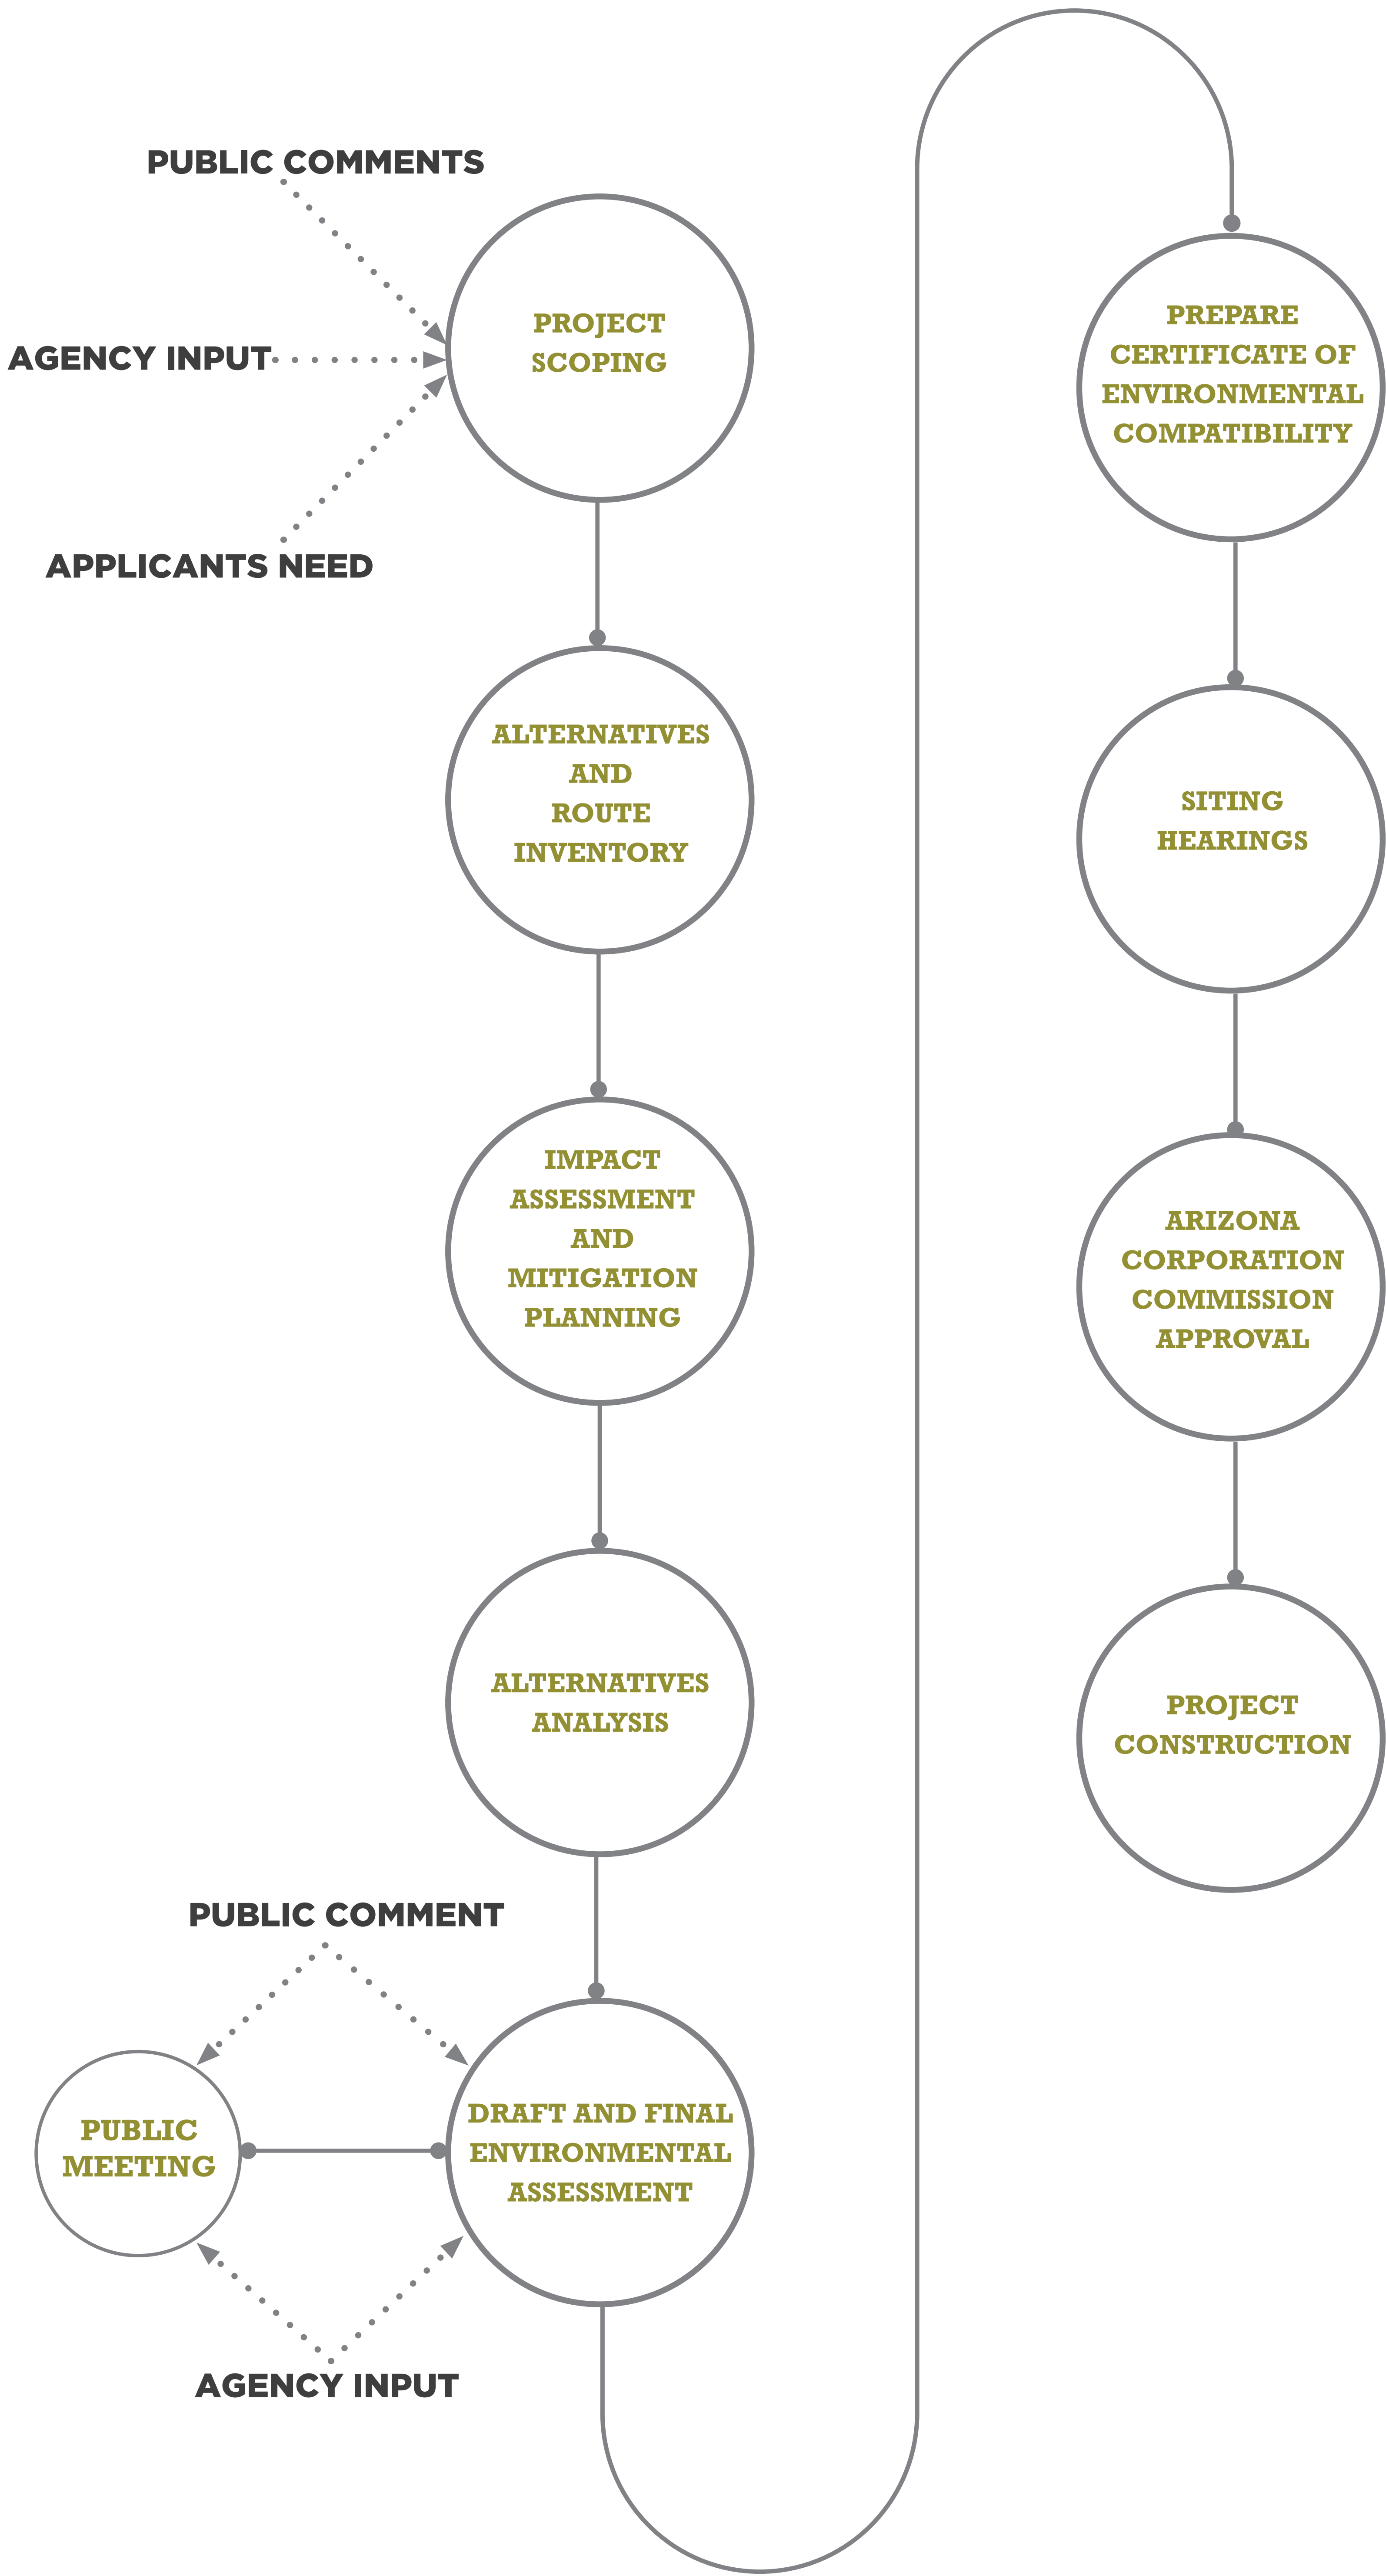 PUBLIC COMMENTS
AGENCY INPUT
APPLICANTS NEED
PROJECT
SCOPING
ALTERNATIVES
AND
ROUTE
INVENTORY
IMPACT
ASSESSMENT
AND
MITIGATION
PLANNING
ALTERNATIVES
ANALYSIS
PUBLIC COMMENT
PUBLIC
MEETING
DRAFT AND FINAL
ENVIRONMENTAL
ASSESSMENT
AGENCY INPUT
PREPARE
CERTIFICATE OF
ENVIRONMENTAL
COMPATIBILITY
SITING
HEARINGS
ARIZONA
CORPORATION
COMMISSION
APPROVAL
PROJECT
CONSTRUCTION